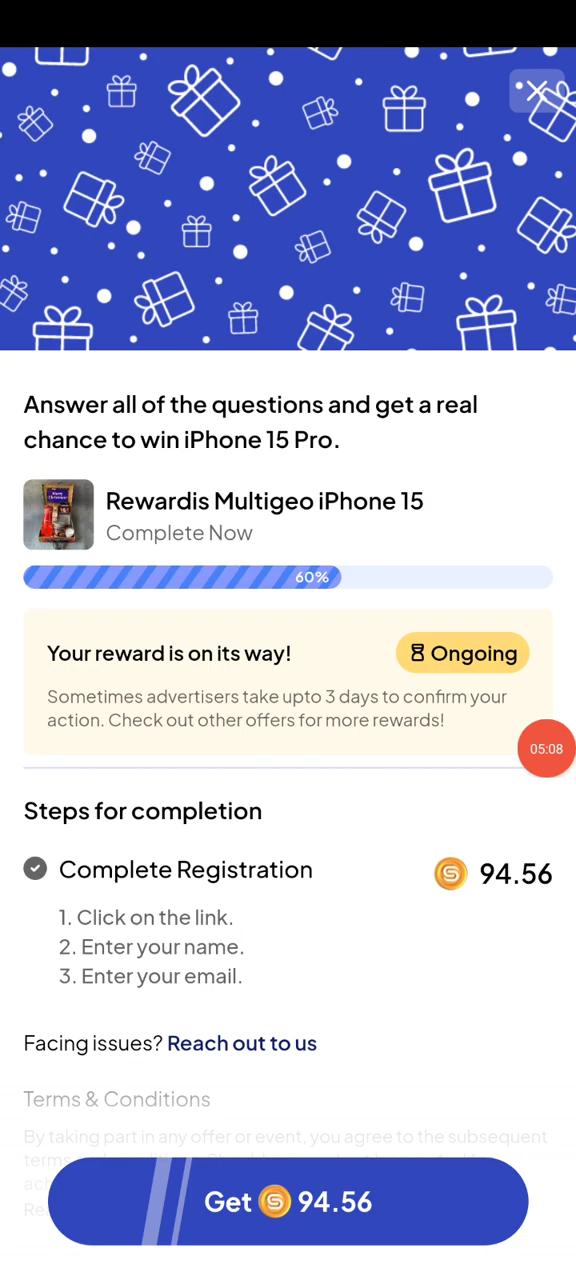 Answer all of the questions and get a real
chance to win iPhone 15 Pro.
Rewardis Multigeo iPhone 15
Complete Now
60%
Your reward is on its way!
Ongoing
Sometimes advertisers take upto 3 days to confirm your
action. Check out other offers for more rewards!
05:08
Steps for completion
Complete Registration
94.56
1. Click on the link.
2. Enter your name.
3. Enter your email.
Facing issues? Reach out to us
Terms & Conditions
By taking part in any offer or event, you agree to the subsequent
Get 94.56